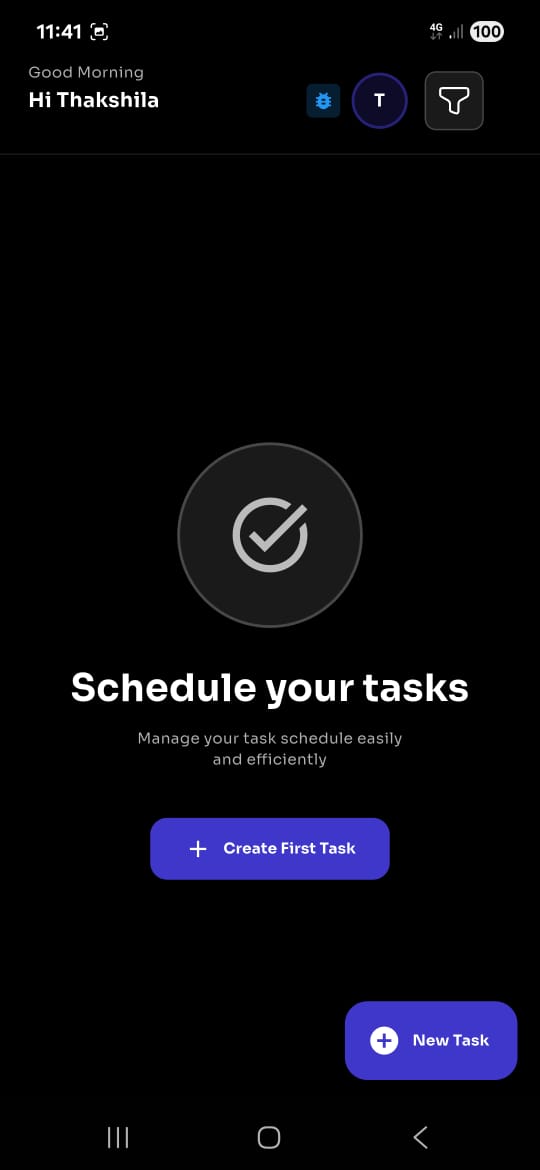 11:41
4G
100
Good Morning
Hi Thakshila
T
Schedule your tasks
Manage your task schedule easily
and efficiently
Create First Task
New Task